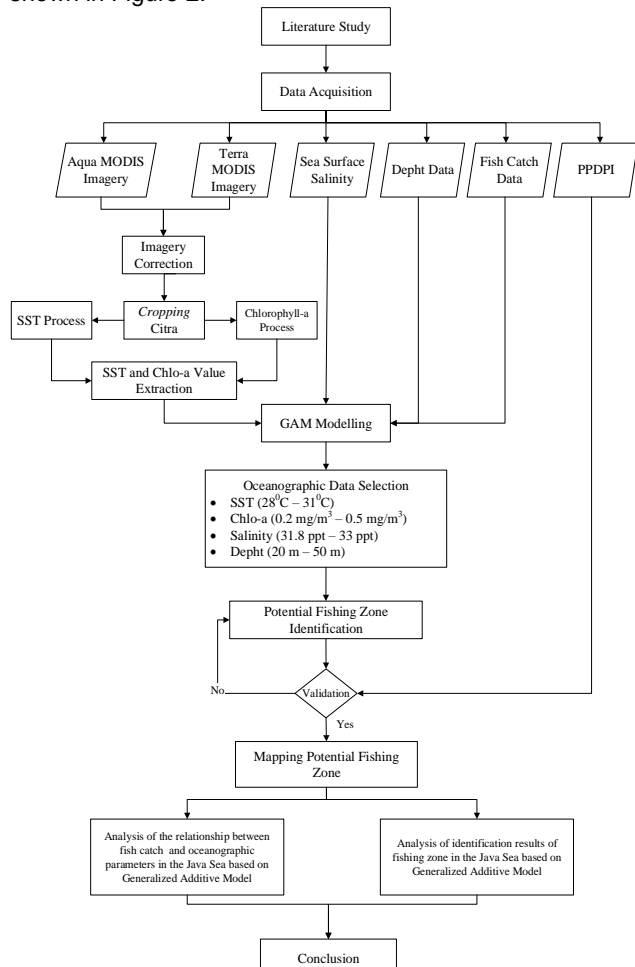 shown in Figure 2.
Literature Study
Data Acquisition
Aqua MODIS
Imagery
Terra
MODIS
Imagery
Sea Surface
Salinity
Depht Data
Fish Catch
Data
PPDPI
Imagery
Correction
SST Process
Cropping
Citra
Chlorophyll-a
Process
SST and Chlo-a Value
Extraction
GAM Modelling
Oceanographic Data Selection
• SST (28⁰C – 31⁰C)
• Chlo-a (0.2 mg/m³ – 0.5 mg/m³)
• Salinity (31.8 ppt – 33 ppt)
• Depht (20 m – 50 m)
Potential Fishing Zone
Identification
No
Validation
Yes
Mapping Potential Fishing
Zone
Analysis of the relationship between
fish catch and oceanographic
parameters in the Java Sea based on
Generalized Additive Model
Analysis of identification results of
fishing zone in the Java Sea based on
Generalized Additive Model
Conclusion